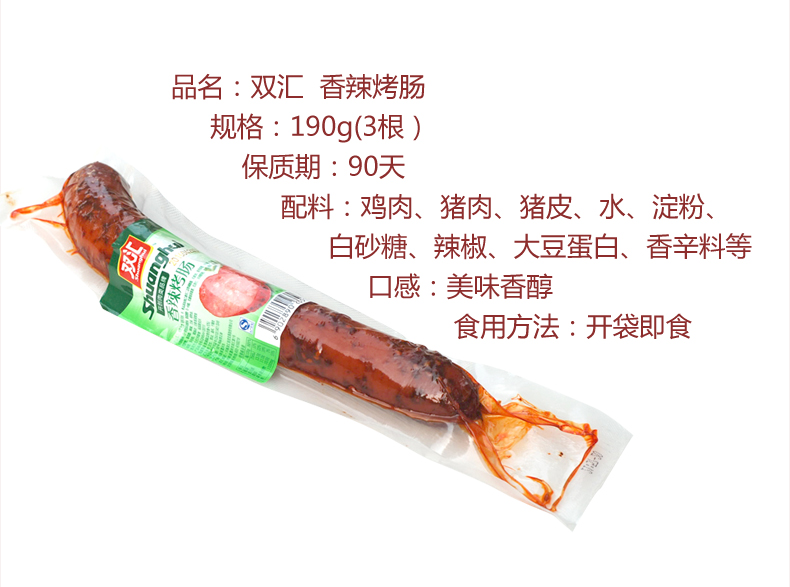 品名：双汇 香辣烤肠
规格：190g(3根）
保质期：90天
配料：鸡肉、猪肉、猪皮、水、淀粉、
白砂糖、辣椒、大豆蛋白、香辛料等
口感：美味香醇
食用方法：开袋即食
双汇
Shuanghui
香辣烤肠